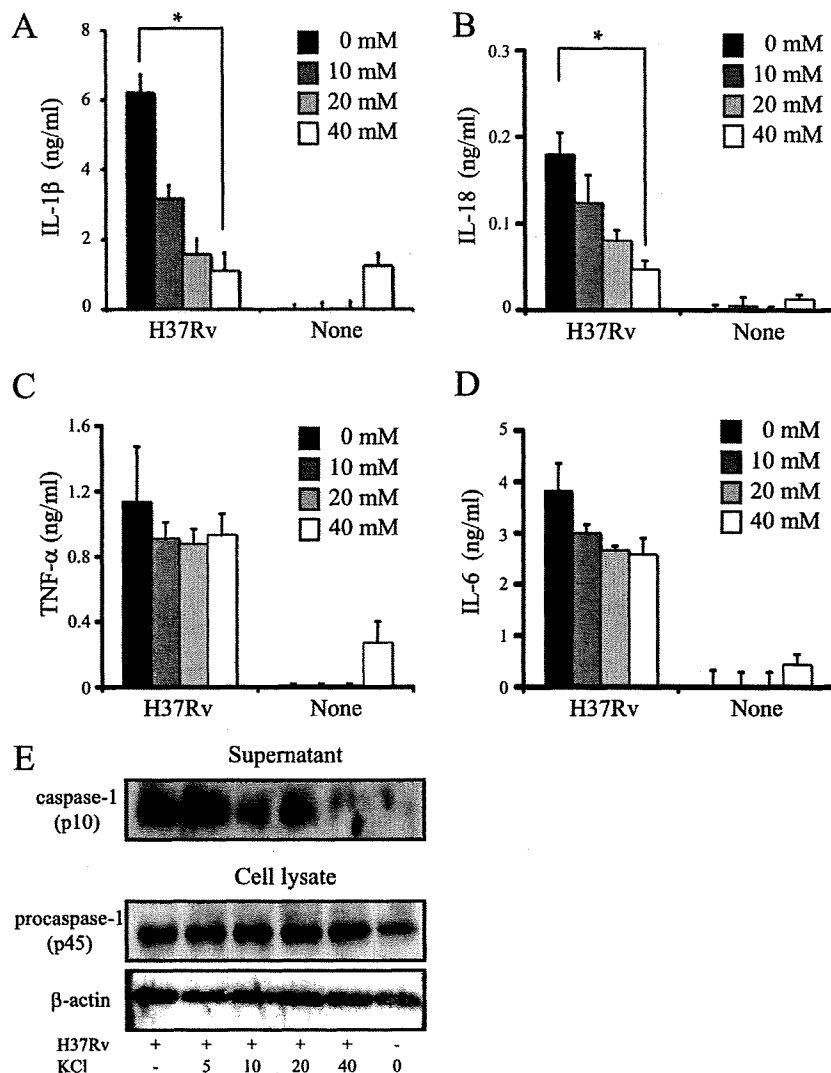 A
*
0 mM
10 mM
20 mM
40 mM
IL-1β (ng/ml)
8
6
4
2
0
H37Rv
None
B
*
0 mM
10 mM
20 mM
40 mM
IL-18 (ng/ml)
0.3
0.2
0.1
0
H37Rv
None
C
0 mM
10 mM
20 mM
40 mM
TNF-α (ng/ml)
1.6
1.2
0.8
0.4
0
H37Rv
None
D
0 mM
10 mM
20 mM
40 mM
IL-6 (ng/ml)
5
4
3
2
1
0
H37Rv
None
E
Supernatant
caspase-1
(p10)
Cell lysate
procaspase-1
(p45)
β-actin
H37Rv + + + + + -
KCl - 5 10 20 40 0